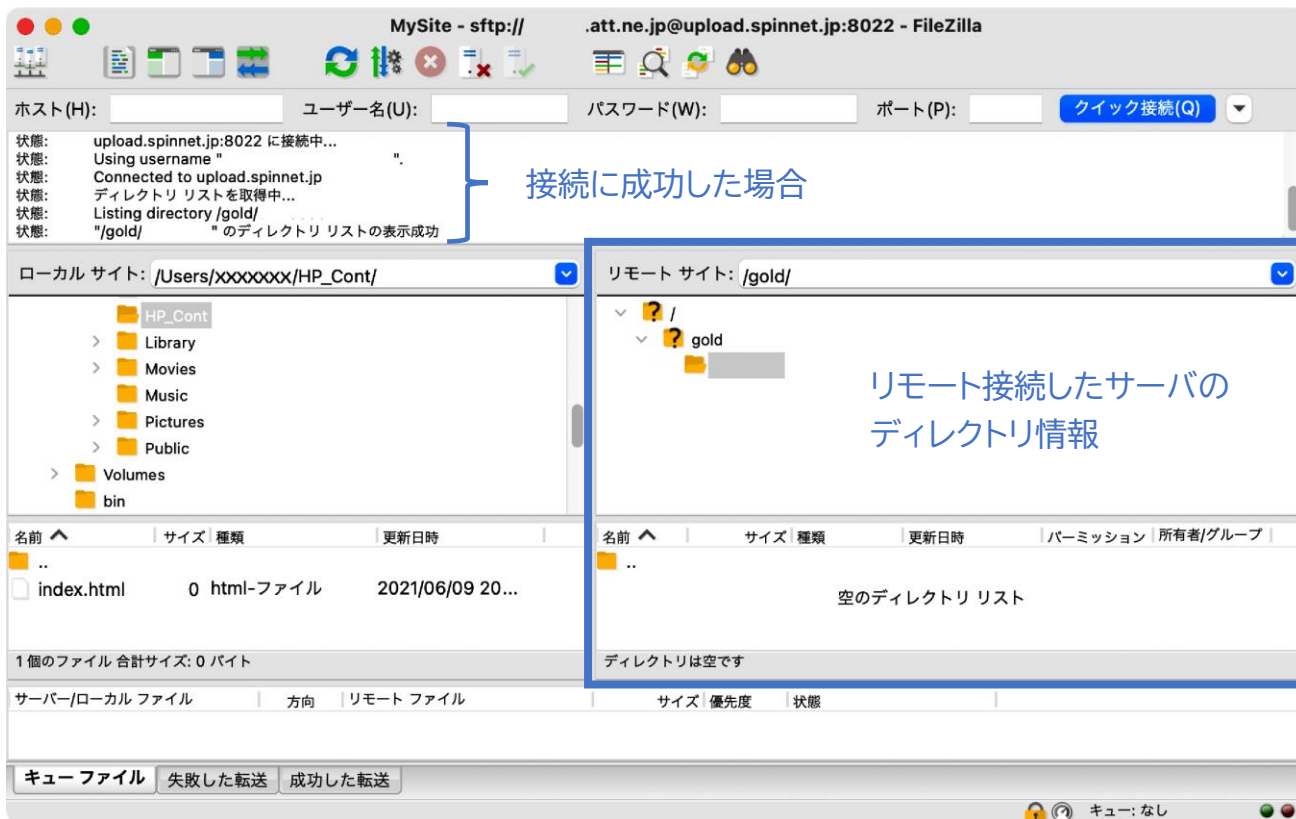 MySite - sftp:// .att.ne.jp@upload.spinnet.jp:8022 - FileZilla
ホスト(H): ユーザー名(U): パスワード(W): ポート(P): クイック接続(Q)
状態: upload.spinnet.jp:8022 に接続中...
状態: Using username " ".
状態: Connected to upload.spinnet.jp
状態: ディレクトリ リストを取得中...
状態: Listing directory /gold/
状態: "/gold/ " のディレクトリ リストの表示成功
接続に成功した場合
ローカル サイト: /Users/xxxxxxx/HP_Cont/
HP_Cont
Library
Movies
Music
Pictures
Public
Volumes
bin
名前 サイズ 種類 更新日時
..
index.html 0 html-ファイル 2021/06/09 20...
1個のファイル 合計サイズ: 0 バイト
リモート サイト: /gold/
/
gold
リモート接続したサーバの
ディレクトリ情報
名前 サイズ 種類 更新日時 パーミッション 所有者/グループ
..
空のディレクトリ リスト
ディレクトリは空です
サーバー/ローカル ファイル 方向 リモート ファイル サイズ 優先度 状態
キュー ファイル 失敗した転送 成功した転送
キュー: なし